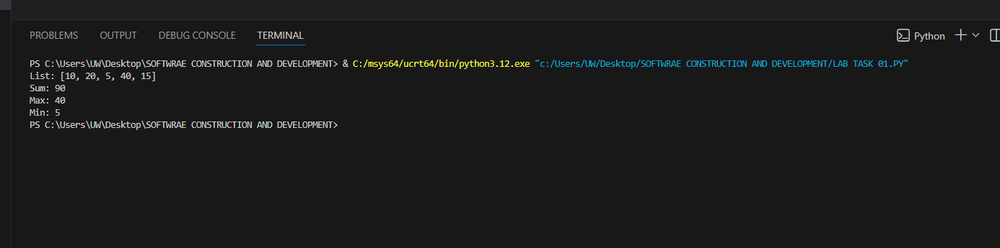 PROBLEMS OUTPUT DEBUG CONSOLE TERMINAL Python
PS C:\Users\UW\Desktop\SOFTWRAE CONSTRUCTION AND DEVELOPMENT> & C:/msys64/ucrt64/bin/python3.12.exe "c:/Users/UW/Desktop/SOFTWRAE CONSTRUCTION AND DEVELOPMENT/LAB TASK 01.PY"
List: [10, 20, 5, 40, 15]
Sum: 90
Max: 40
Min: 5
PS C:\Users\UW\Desktop\SOFTWRAE CONSTRUCTION AND DEVELOPMENT>